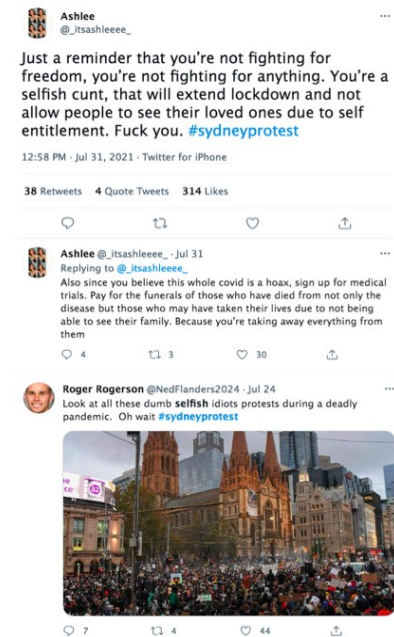 Ashlee
@_itsashleeee_
Just a reminder that you're not fighting for
freedom, you're not fighting for anything. You're a
selfish cunt, that will extend lockdown and not
allow people to see their loved ones due to self
entitlement. Fuck you. #sydneyprotest
12:58 PM · Jul 31, 2021 · Twitter for iPhone
38 Retweets 4 Quote Tweets 314 Likes
Ashlee @_itsashleeee_ · Jul 31
Replying to @_itsashleeee_
Also since you believe this whole covid is a hoax, sign up for medical
trials. Pay for the funerals of those who have died from not only the
disease but those who may have taken their lives due to not being
able to see their family. Because you're taking away everything from
them
4 3 30
Roger Rogerson @NedFlanders2024 · Jul 24
Look at all these dumb selfish idiots protests during a deadly
pandemic. Oh wait #sydneyprotest
7 4 44